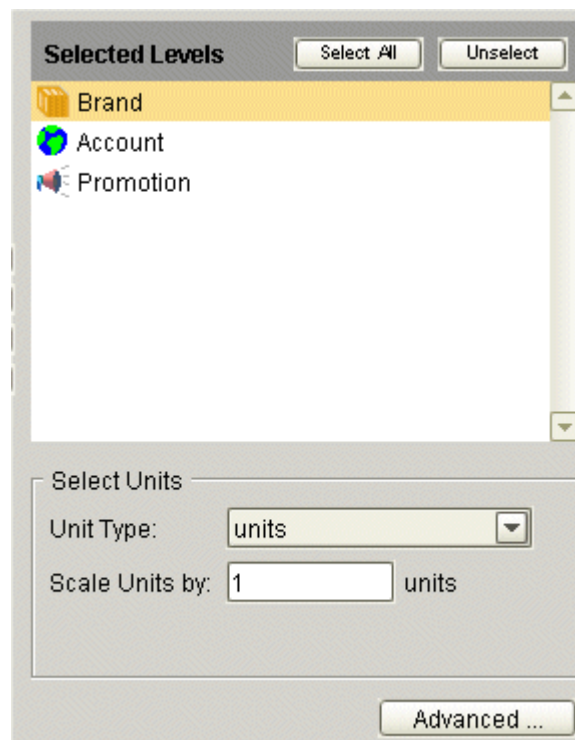 Selected Levels Select All Unselect
Brand
Account
Promotion
Select Units
Unit Type: units
Scale Units by: 1 units
Advanced ...